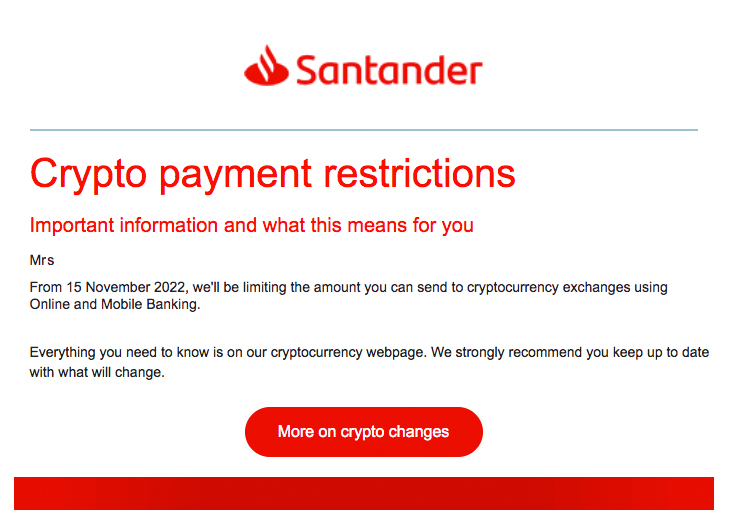 Santander
Crypto payment restrictions
Important information and what this means for you
Mrs
From 15 November 2022, we'll be limiting the amount you can send to cryptocurrency exchanges using
Online and Mobile Banking.
Everything you need to know is on our cryptocurrency webpage. We strongly recommend you keep up to date
with what will change.
More on crypto changes